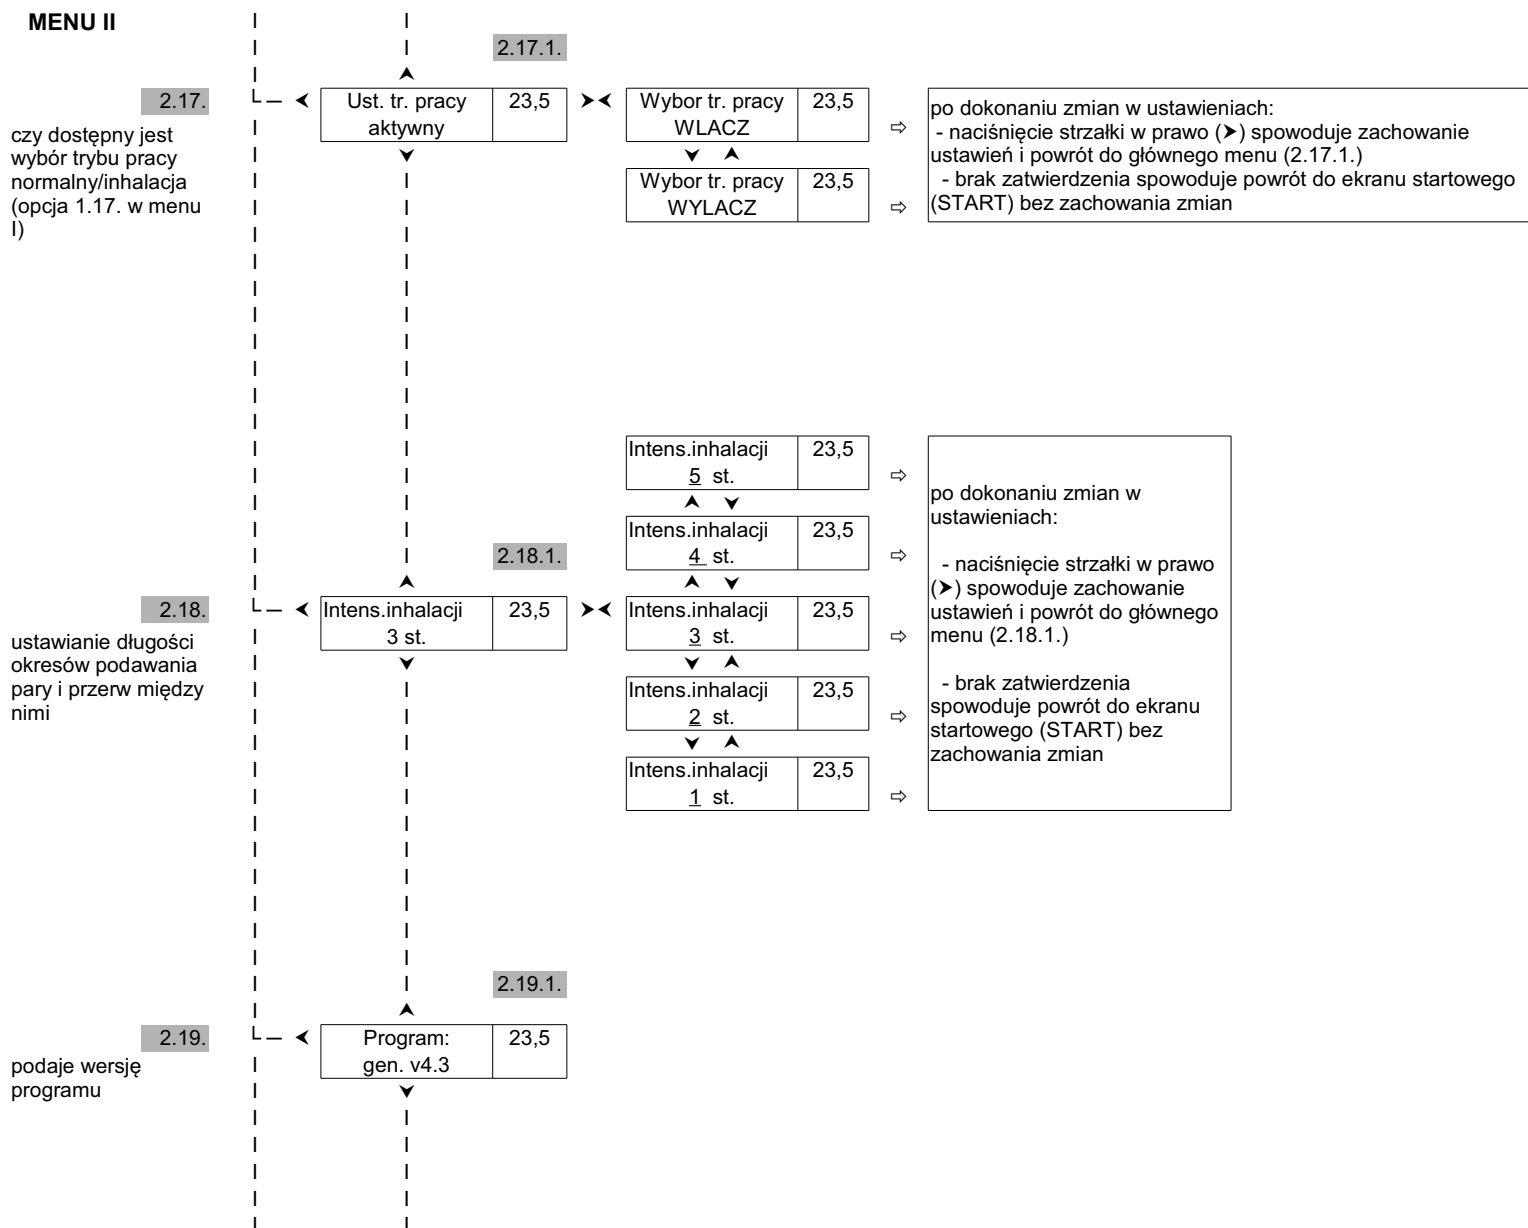 MENU II
2.17.1.
2.17.
czy dostępny jest
wybór trybu pracy
normalny/inhalacja
(opcja 1.17. w menu
I)
Ust. tr. pracy 23,5
aktywny
Wybor tr. pracy 23,5
WLACZ
Wybor tr. pracy 23,5
WYLACZ
po dokonaniu zmian w ustawieniach:
- naciśnięcie strzałki w prawo (➤) spowoduje zachowanie
ustawień i powrót do głównego menu (2.17.1.)
- brak zatwierdzenia spowoduje powrót do ekranu startowego
(START) bez zachowania zmian
2.18.1.
2.18.
ustawianie długości
okresów podawania
pary i przerw między
nimi
Intens.inhalacji 23,5
3 st.
Intens.inhalacji 23,5
5 st.
Intens.inhalacji 23,5
4 st.
Intens.inhalacji 23,5
3 st.
Intens.inhalacji 23,5
2 st.
Intens.inhalacji 23,5
1 st.
po dokonaniu zmian w
ustawieniach:
- naciśnięcie strzałki w prawo
(➤) spowoduje zachowanie
ustawień i powrót do głównego
menu (2.18.1.)
- brak zatwierdzenia
spowoduje powrót do ekranu
startowego (START) bez
zachowania zmian
2.19.1.
2.19.
podaje wersję
programu
Program: 23,5
gen. v4.3